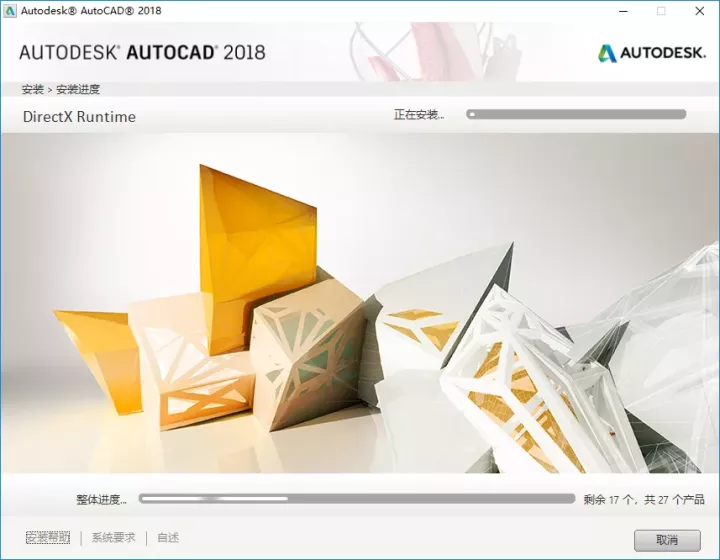 Autodesk® AutoCAD® 2018
AUTODESK® AUTOCAD® 2018
AUTODESK.
安装 > 安装进度
DirectX Runtime
正在安装...
整体进度...
剩余 17 个，共 27 个产品
安装帮助 | 系统要求 | 自述
取消